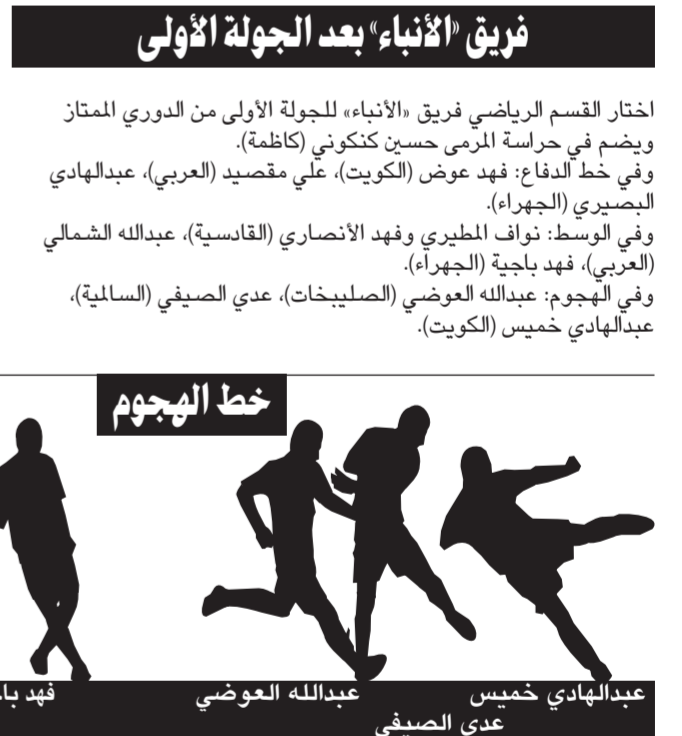 فريق «الأنباء» بعد الجولة الأولى
اختار القسم الرياضي فريق «الأنباء» للجولة الأولى من الدوري الممتاز
ويضم في حراسة المرمى حسين كنكوني (كاظمة).
وفي خط الدفاع: فهد عوض (الكويت)، علي مقصيد (العربي)، عبدالهادي
البصيري (الجهراء).
وفي الوسط: نواف المطيري وفهد الأنصاري (القادسية)، عبدالله الشمالي
(العربي)، فهد باجية (الجهراء).
وفي الهجوم: عبدالله العوضي (الصليبخات)، عدي الصيفي (السالمية)،
عبدالهادي خميس (الكويت).
خط الهجوم
عبدالهادي خميس عبدالله العوضي فهد
عدي الصيفي